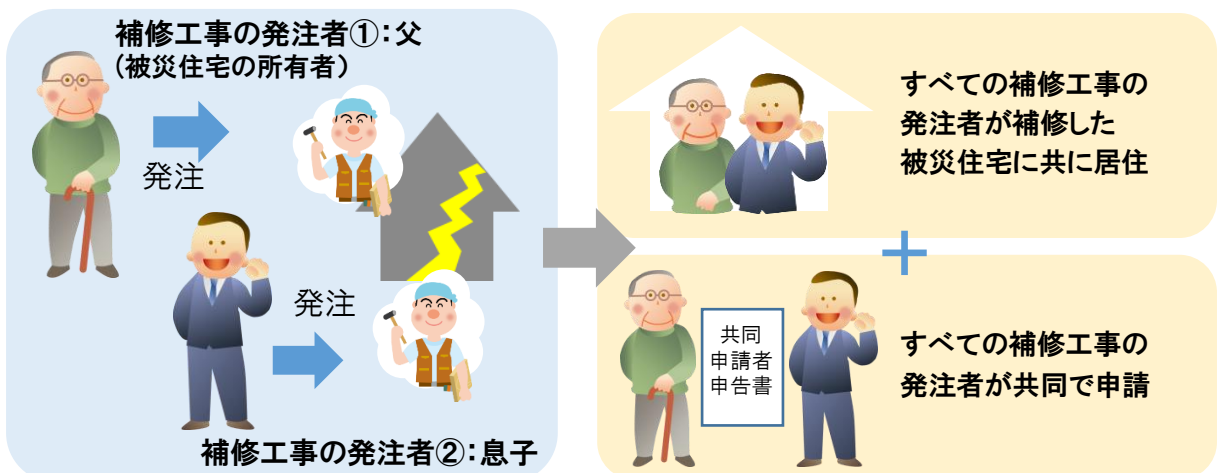 補修工事の発注者①：父
（被災住宅の所有者）
発注
発注
補修工事の発注者②：息子
すべての補修工事の
発注者が補修した
被災住宅に共に居住
共同
申請者
申告書
すべての補修工事の
発注者が共同で申請